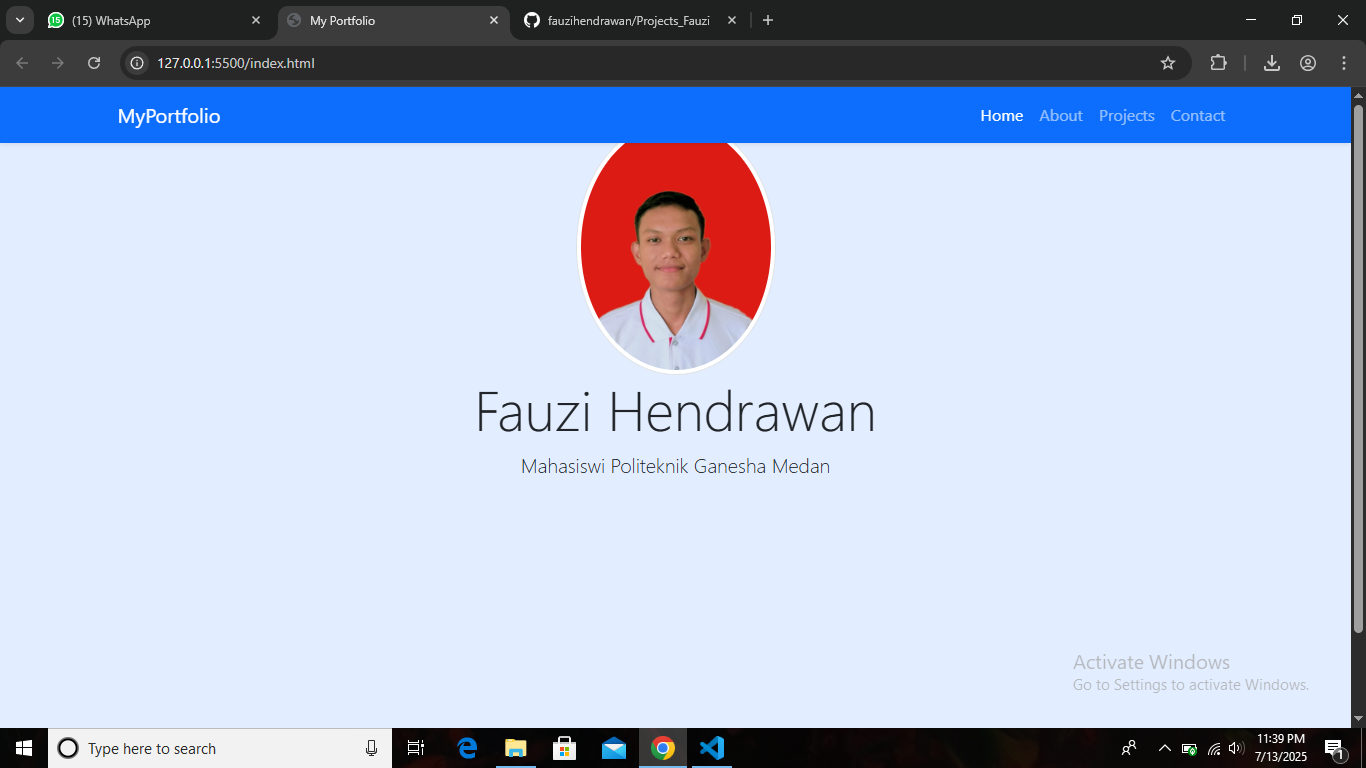 (15) WhatsApp
My Portfolio
fauzihendrawan/Projects_Fauzi
127.0.0.1:5500/index.html
MyPortfolio
Home About Projects Contact
Fauzi Hendrawan
Mahasiswi Politeknik Ganesha Medan
Activate Windows
Go to Settings to activate Windows.
Type here to search
11:39 PM
7/13/2025
1